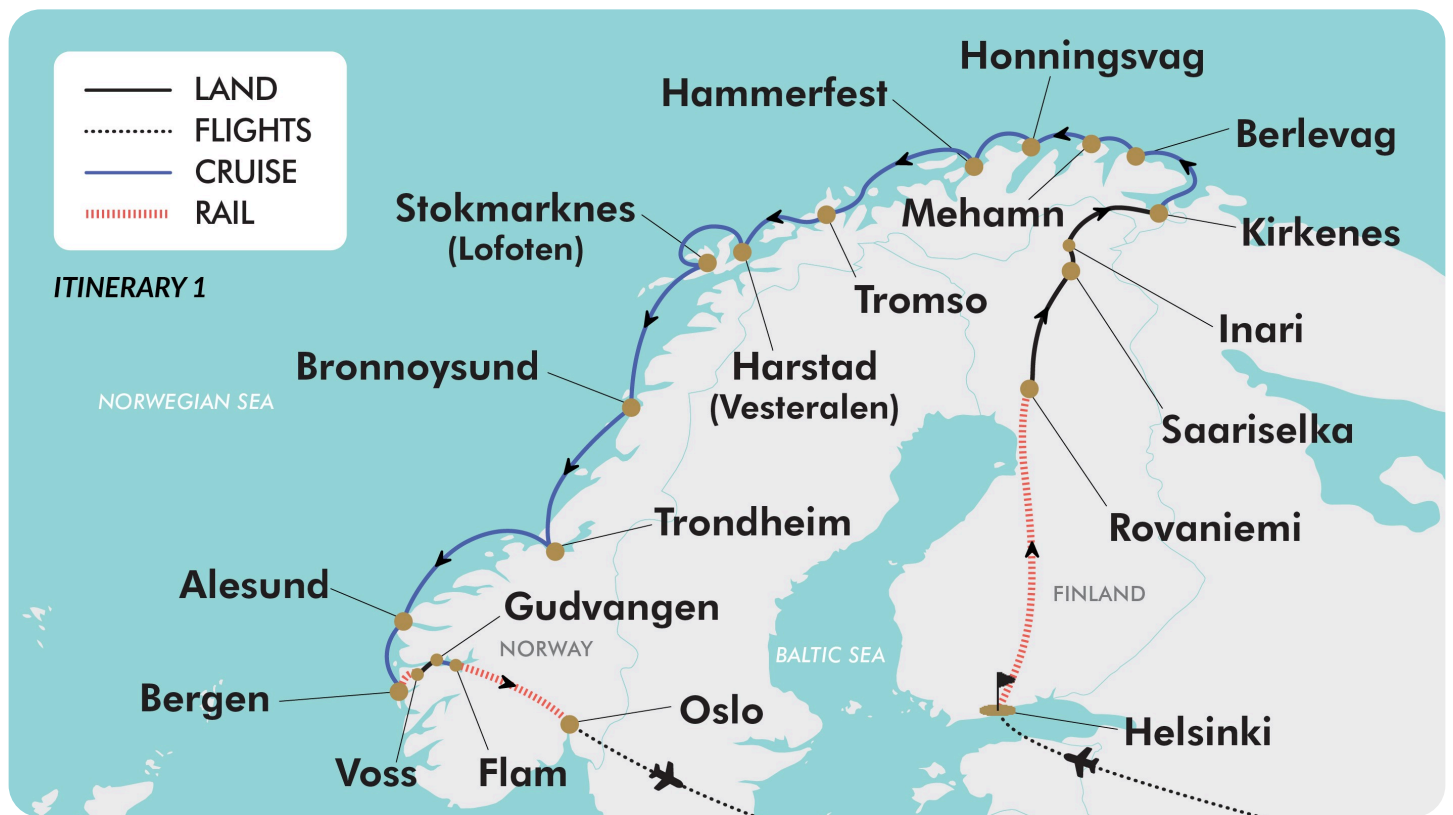 LAND
FLIGHTS
CRUISE
RAIL
ITINERARY 1
Honningsvag
Hammerfest
Berlevag
Stokmarknes
(Lofoten)
Mehamn
Kirkenes
Tromso
Inari
Bronnoysund
Harstad
(Vesteralen)
NORWEGIAN SEA
Saariselka
Trondheim
Rovaniemi
Alesund
Gudvangen
FINLAND
NORWAY
BALTIC SEA
Bergen
Oslo
Helsinki
Voss
Flam